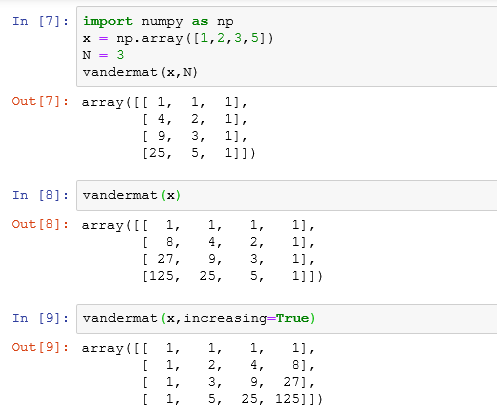 In [7]: import numpy as np
x = np.array([1,2,3,5])
N = 3
vandermat(x,N)
Out[7]: array([[ 1,  1,  1],
[ 4,  2,  1],
[ 9,  3,  1],
[25,  5,  1]])
In [8]: vandermat(x)
Out[8]: array([[  1,   1,   1,   1],
[  8,   4,   2,   1],
[ 27,   9,   3,   1],
[125,  25,   5,   1]])
In [9]: vandermat(x,increasing=True)
Out[9]: array([[  1,   1,   1,   1],
[  1,   2,   4,   8],
[  1,   3,   9,  27],
[  1,   5,  25, 125]])